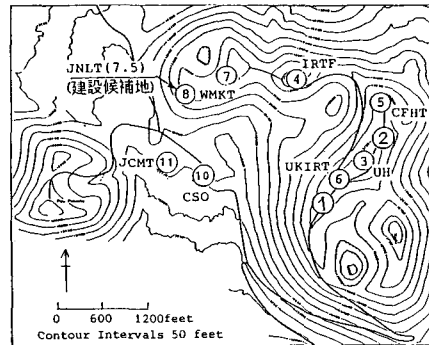 JNLT(7.5)
(建設候補地)
IRTF
7
4
8
WMKT
5
CFHT
2
JCMT
11
10
CSO
UKIRT
3
UH
6
1
0 600 1200feet
Contour Intervals 50 feet